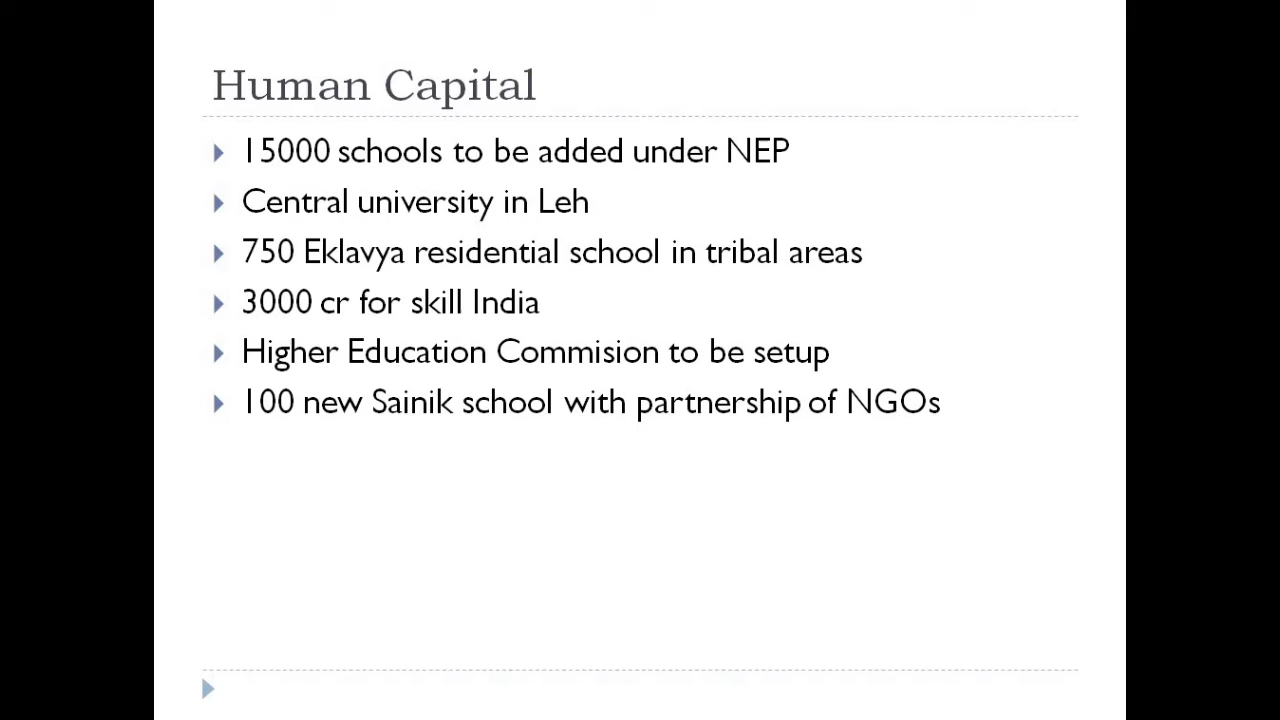 Human Capital
15000 schools to be added under NEP
Central university in Leh
750 Eklavya residential school in tribal areas
3000 cr for skill India
Higher Education Commision to be setup
100 new Sainik school with partnership of NGOs